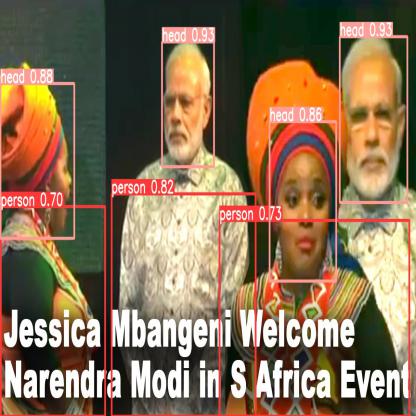 head 0.93
head 0.93
head 0.88
head 0.86
person 0.82
person 0.70
person 0.73
Jessica Mbangeni Welcome
Narendra Modi in S Africa Event